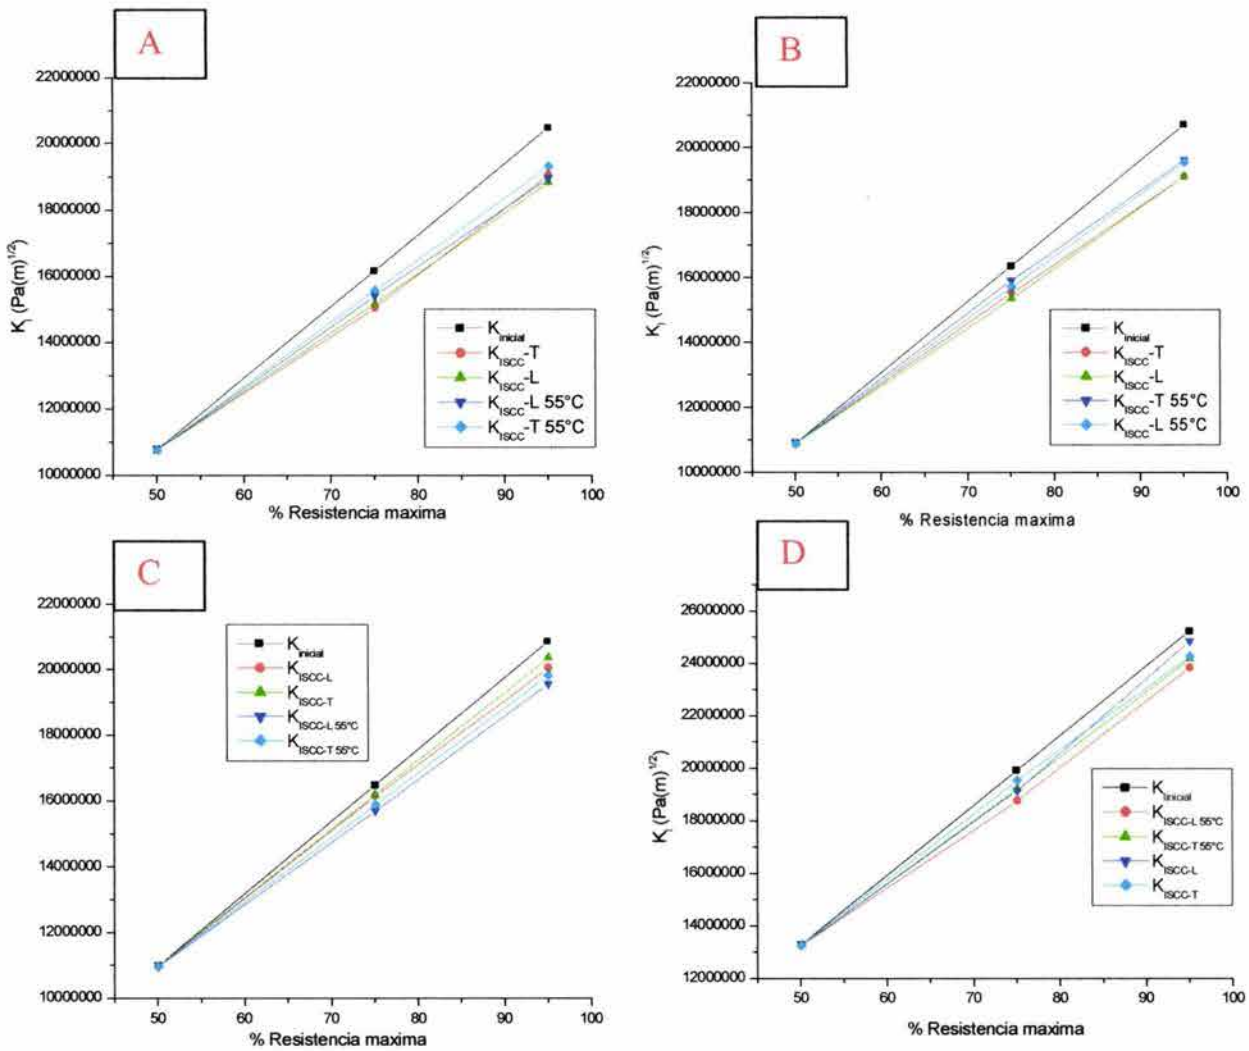 A
22000000
20000000
18000000
16000000
14000000
12000000
10000000
K_I (Pa(m)^1/2)
50 60 70 80 90 100
% Resistencia maxima
K_inicial
K_ISCC-T
K_ISCC-L
K_ISCC-L 55°C
K_ISCC-T 55°C
B
22000000
20000000
18000000
16000000
14000000
12000000
10000000
K_I (Pa(m)^1/2)
50 60 70 80 90 100
% Resistencia maxima
K_inicial
K_ISCC-T
K_ISCC-L
K_ISCC-T 55°C
K_ISCC-L 55°C
C
22000000
20000000
18000000
16000000
14000000
12000000
10000000
50 60 70 80 90 100
% Resistencia maxima
K_inicial
K_ISCC-L
K_ISCC-T
K_ISCC-L 55°C
K_ISCC-T 55°C
D
26000000
24000000
22000000
20000000
18000000
16000000
14000000
12000000
K_I (Pa(m)^1/2)
50 60 70 80 90 100
% Resistencia maxima
K_Iinicial
K_ISCC-L 55°C
K_ISCC-T 55°C
K_ISCC-L
K_ISCC-T